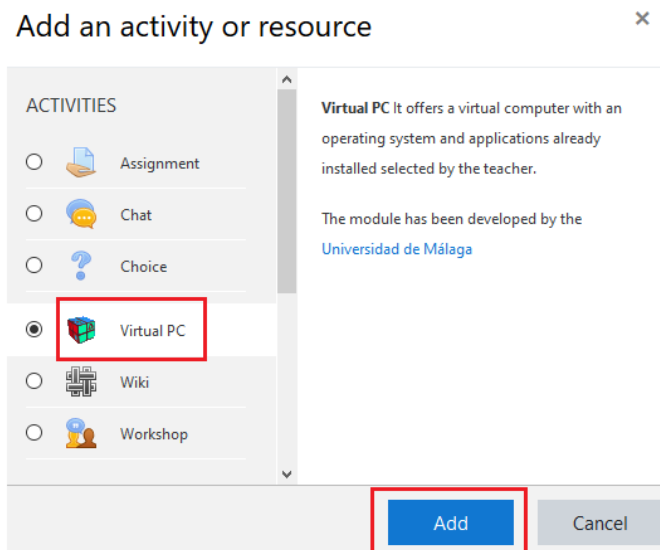 Add an activity or resource
×
ACTIVITIES
Assignment
Chat
Choice
Virtual PC
Wiki
Workshop
Virtual PC It offers a virtual computer with an
operating system and applications already
installed selected by the teacher.
The module has been developed by the
Universidad de Málaga
Add
Cancel